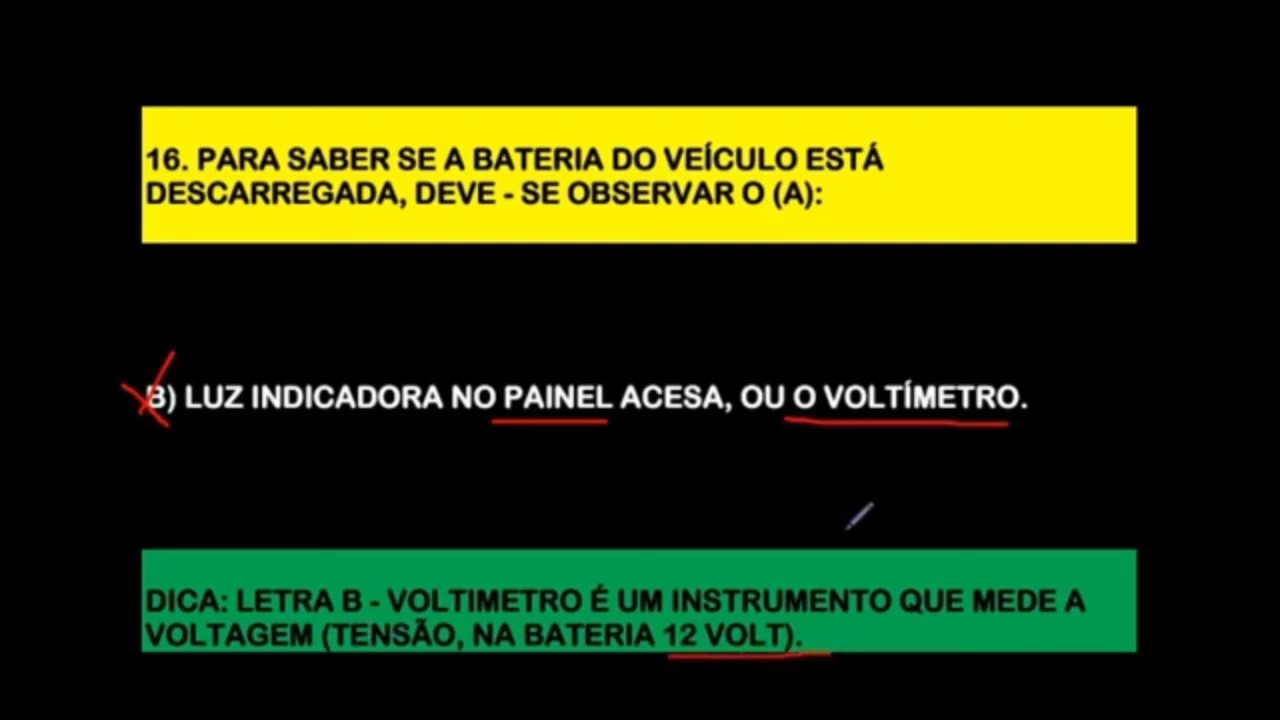 16. PARA SABER SE A BATERIA DO VEÍCULO ESTÁ
DESCARREGADA, DEVE - SE OBSERVAR O (A):
B) LUZ INDICADORA NO PAINEL ACESA, OU O VOLTÍMETRO.
DICA: LETRA B - VOLTIMETRO É UM INSTRUMENTO QUE MEDE A
VOLTAGEM (TENSÃO, NA BATERIA 12 VOLT).